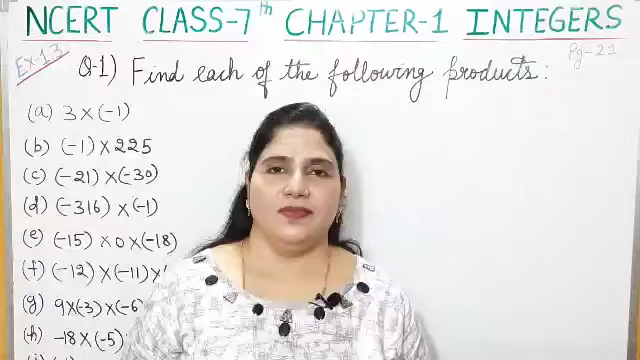 NCERT CLASS-7th CHAPTER-1 INTEGERS
EX-1.3
Pg-21
Q-1) Find each of the following products:
(a) 3×(-1)
(b) (-1)×225
(c) (-21)×(-30)
(d) (-316)×(-1)
(e) (-15)×0×(-18)
(f) (-12)×(-11)×
(g) 9×(-3)×(-6
(h) -18×(-5)